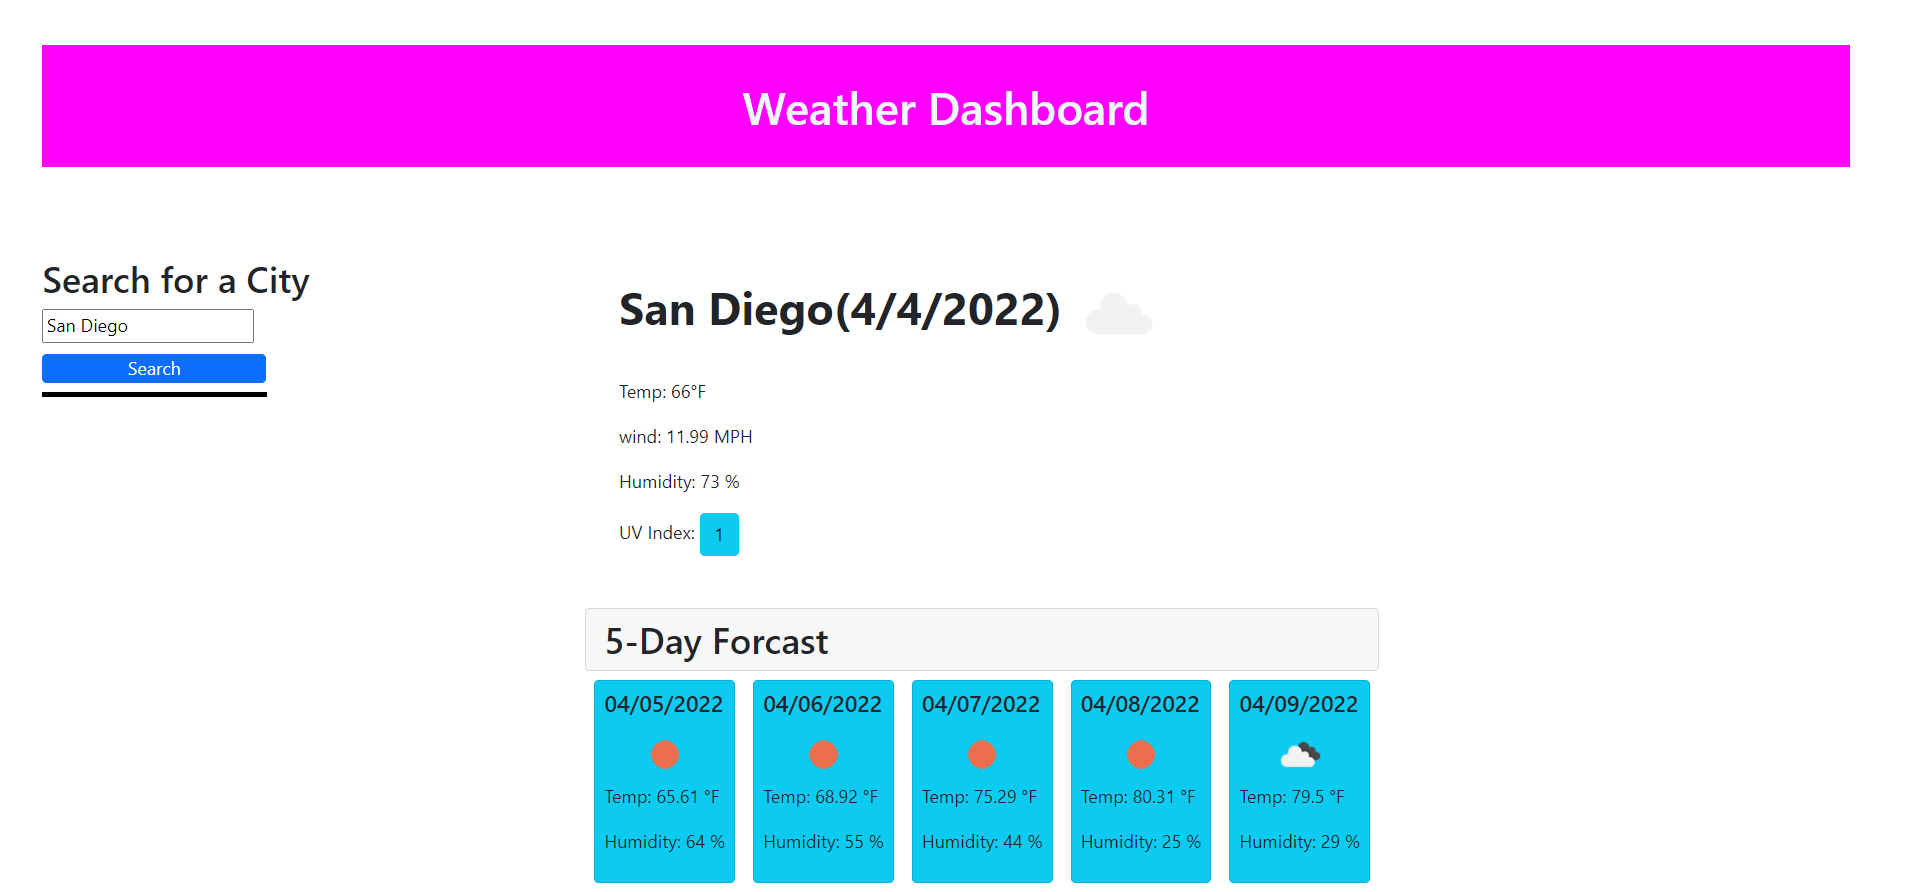 Weather Dashboard
Search for a City
San Diego
Search
San Diego(4/4/2022)
Temp: 66°F
wind: 11.99 MPH
Humidity: 73 %
UV Index: 1
5-Day Forcast
04/05/2022
Temp: 65.61 °F
Humidity: 64 %
04/06/2022
Temp: 68.92 °F
Humidity: 55 %
04/07/2022
Temp: 75.29 °F
Humidity: 44 %
04/08/2022
Temp: 80.31 °F
Humidity: 25 %
04/09/2022
Temp: 79.5 °F
Humidity: 29 %